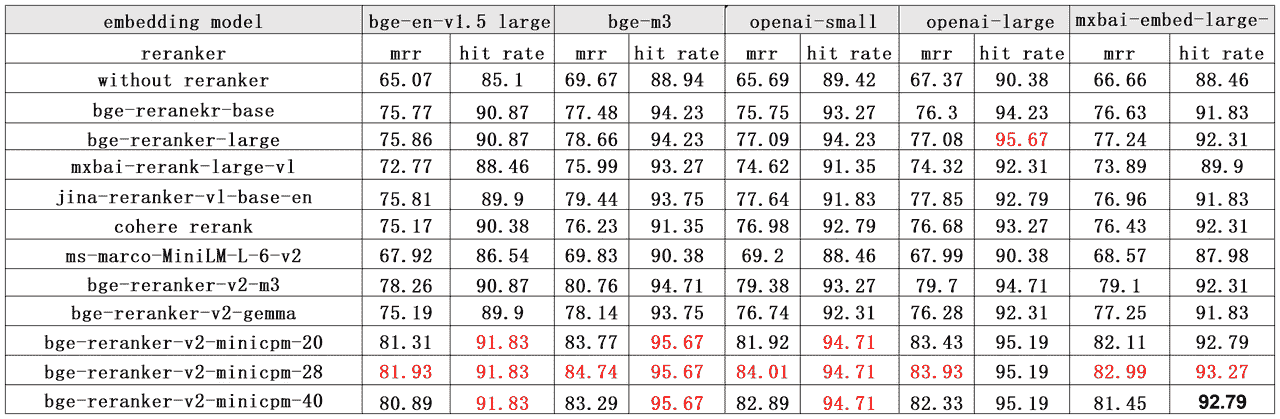 embedding model bge-en-v1.5 large bge-m3 openai-small openai-large mxbai-embed-large-
reranker mrr hit rate mrr hit rate mrr hit rate mrr hit rate mrr hit rate
without reranker 65.07 85.1 69.67 88.94 65.69 89.42 67.37 90.38 66.66 88.46
bge-reranekr-base 75.77 90.87 77.48 94.23 75.75 93.27 76.3 94.23 76.63 91.83
bge-reranker-large 75.86 90.87 78.66 94.23 77.09 94.23 77.08 95.67 77.24 92.31
mxbai-rerank-large-v1 72.77 88.46 75.99 93.27 74.62 91.35 74.32 92.31 73.89 89.9
jina-reranker-v1-base-en 75.81 89.9 79.44 93.75 77.64 91.83 77.85 92.79 76.96 91.83
cohere rerank 75.17 90.38 76.23 91.35 76.98 92.79 76.68 93.27 76.43 92.31
ms-marco-MiniLM-L-6-v2 67.92 86.54 69.83 90.38 69.2 88.46 67.99 90.38 68.57 87.98
bge-reranker-v2-m3 78.26 90.87 80.76 94.71 79.38 93.27 79.7 94.71 79.1 92.31
bge-reranker-v2-gemma 75.19 89.9 78.14 93.75 76.74 92.31 76.28 92.31 77.25 91.83
bge-reranker-v2-minicpm-20 81.31 91.83 83.77 95.67 81.92 94.71 83.43 95.19 82.11 92.79
bge-reranker-v2-minicpm-28 81.93 91.83 84.74 95.67 84.01 94.71 83.93 95.19 82.99 93.27
bge-reranker-v2-minicpm-40 80.89 91.83 83.29 95.67 82.89 94.71 82.33 95.19 81.45 92.79